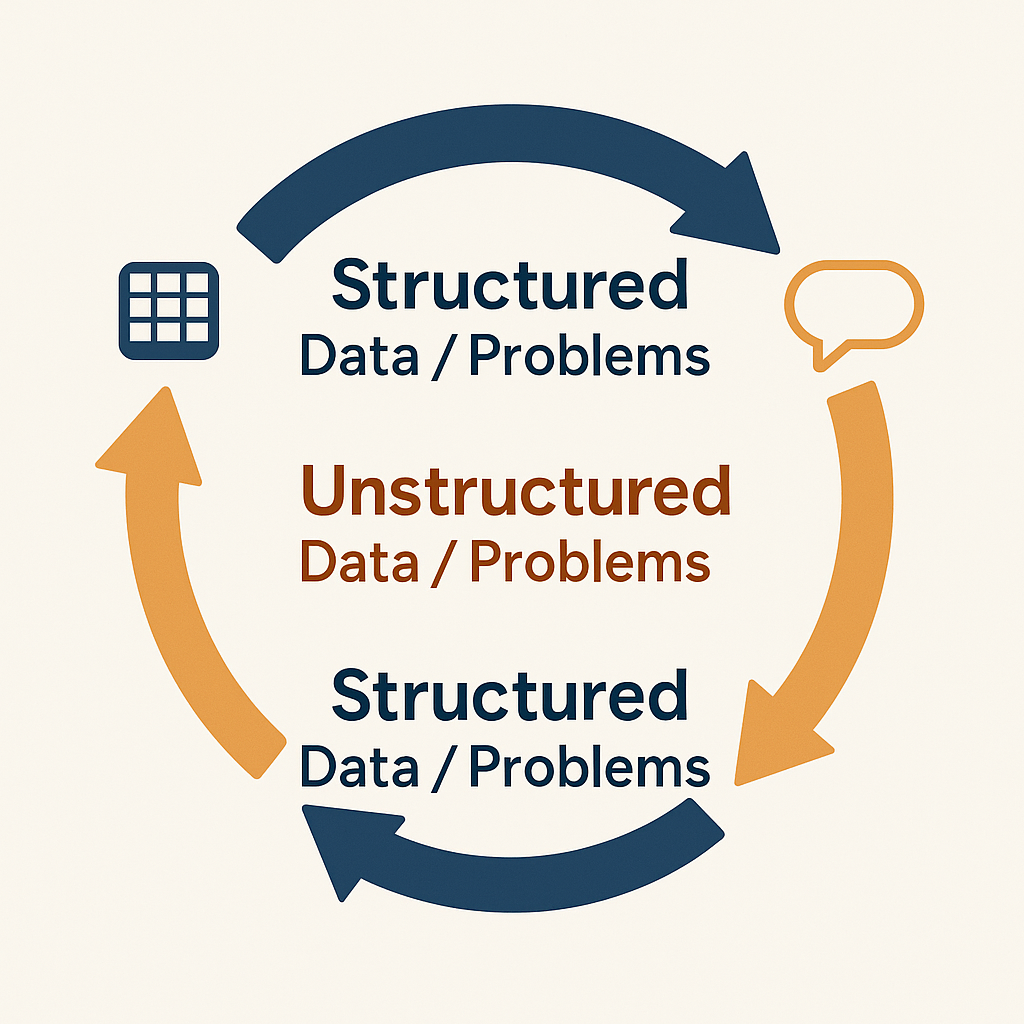 Structured
Data / Problems
Unstructured
Data / Problems
Structured
Data / Problems